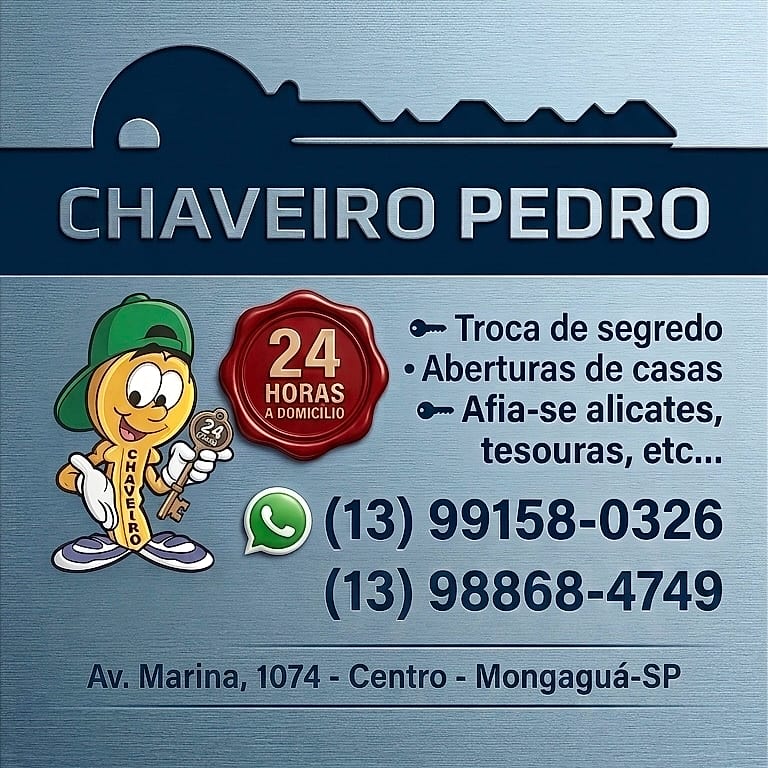 CHAVEIRO PEDRO
24
HORAS
A DOMICÍLIO
Troca de segredo
• Aberturas de casas
Afia-se alicates,
tesouras, etc...
24
CHAVEIRO
(13) 99158-0326
(13) 98868-4749
Av. Marina, 1074 - Centro - Mongaguá-SP